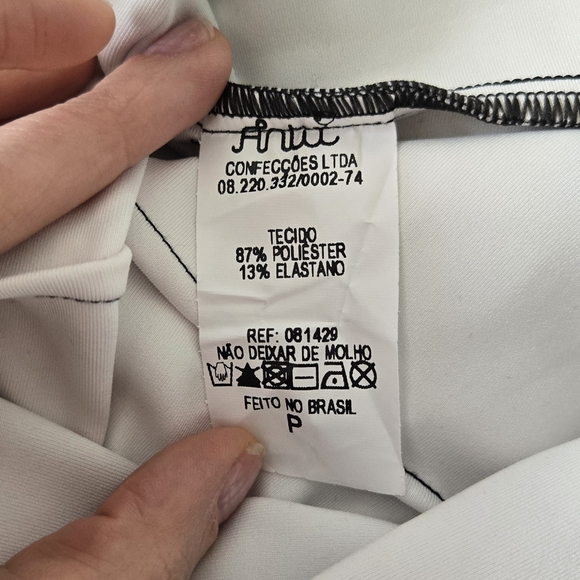 Anuí
CONFECÇÕES LTDA
08.220.332/0002-74
TECIDO
87% POLIÉSTER
13% ELASTANO
REF: 081429
NÃO DEIXAR DE MOLHO
FEITO NO BRASIL
P